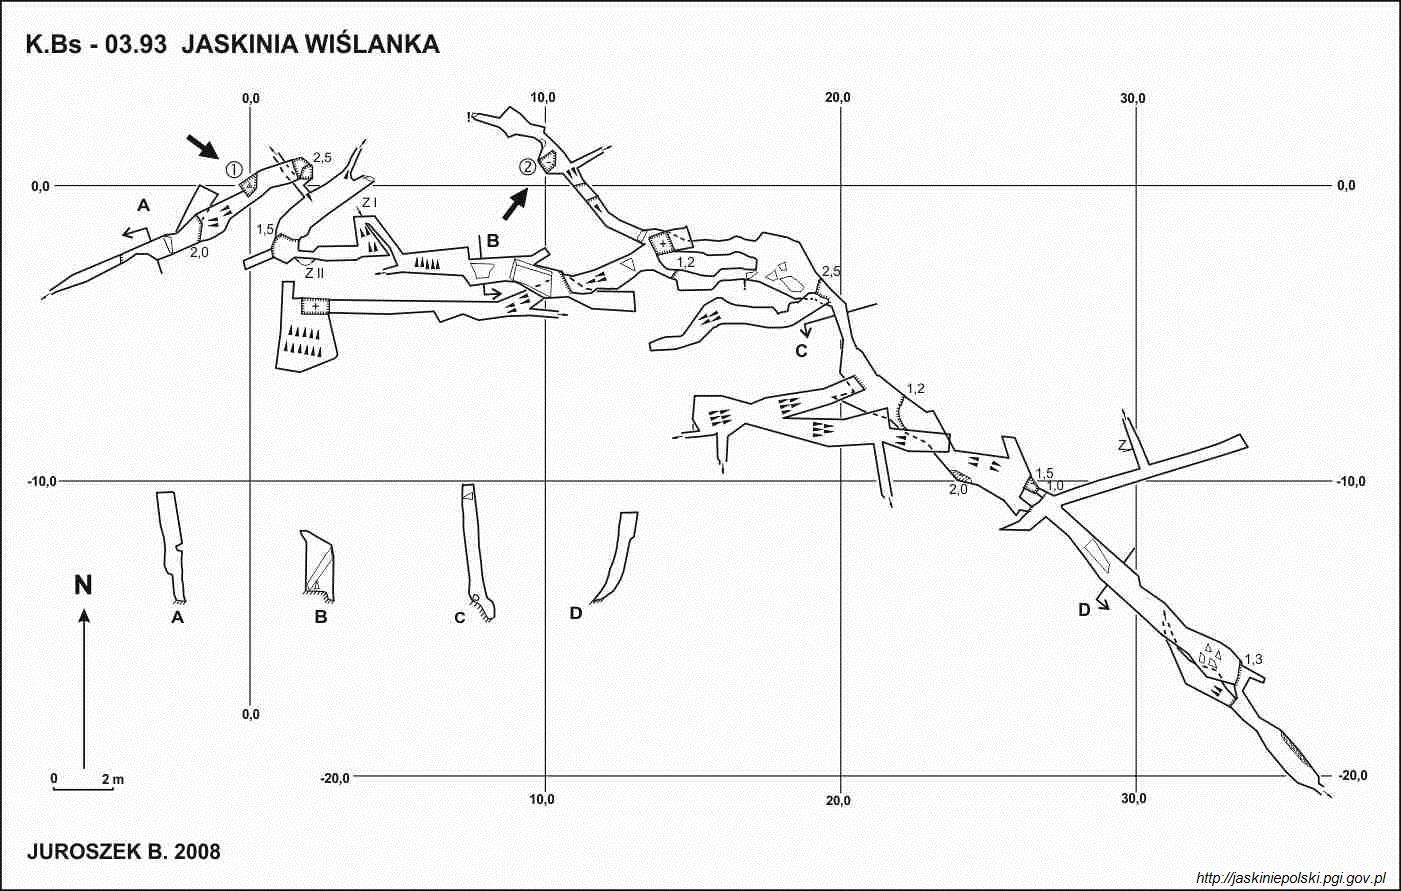 K.Bs - 03.93 JASKINIA WIŚLANKA
0,0 10,0 20,0 30,0
! 
1 2,5 2
0,0 0,0
A Z I
1,5 B
2,0 Z II 1,2 2,5
!
C
1,2
Z
1,5
-10,0 2,0 1,0 -10,0
N
A B C D D
1,3
0,0
0 2 m -20,0 -20,0
10,0 20,0 30,0
JUROSZEK B. 2008
http://jaskiniepolski.pgi.gov.pl